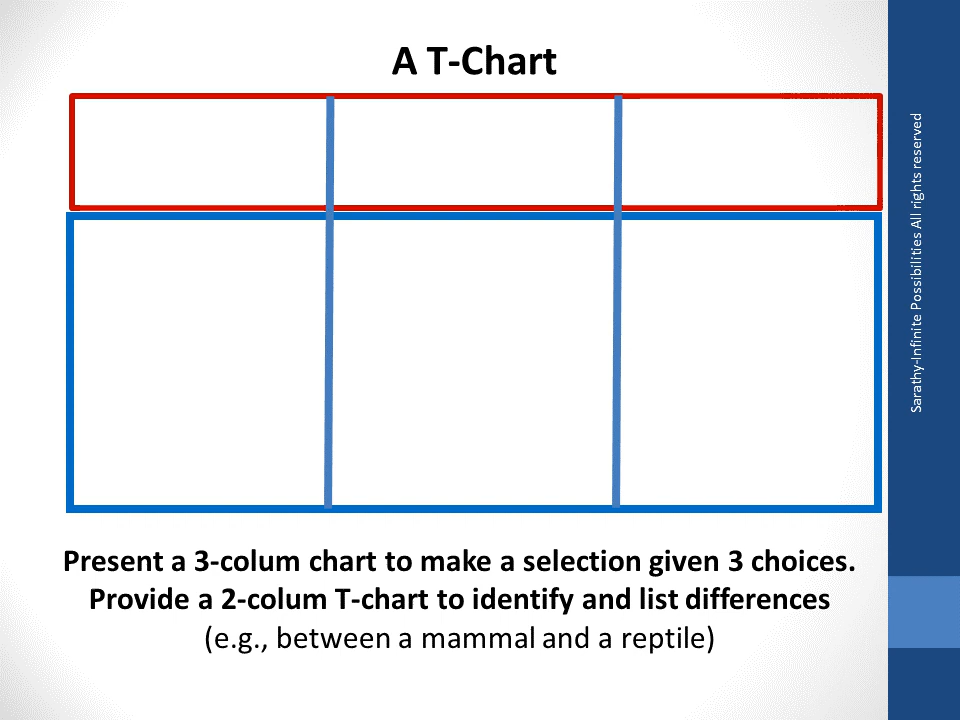 A T-Chart
Present a 3-colum chart to make a selection given 3 choices.
Provide a 2-colum T-chart to identify and list differences
(e.g., between a mammal and a reptile)
Sarathy-Infinite Possibilities All rights reserved